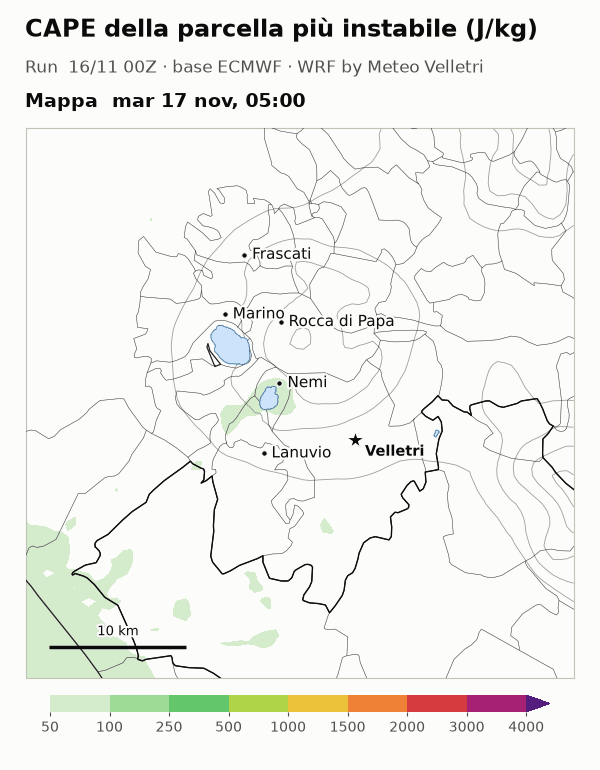 CAPE della parcella più instabile (J/kg)
Run 16/11 00Z · base ECMWF · WRF by Meteo Velletri
Mappa mar 17 nov, 05:00
Frascati
Marino
Rocca di Papa
Nemi
Velletri
Lanuvio
10 km
50 100 250 500 1000 1500 2000 3000 4000